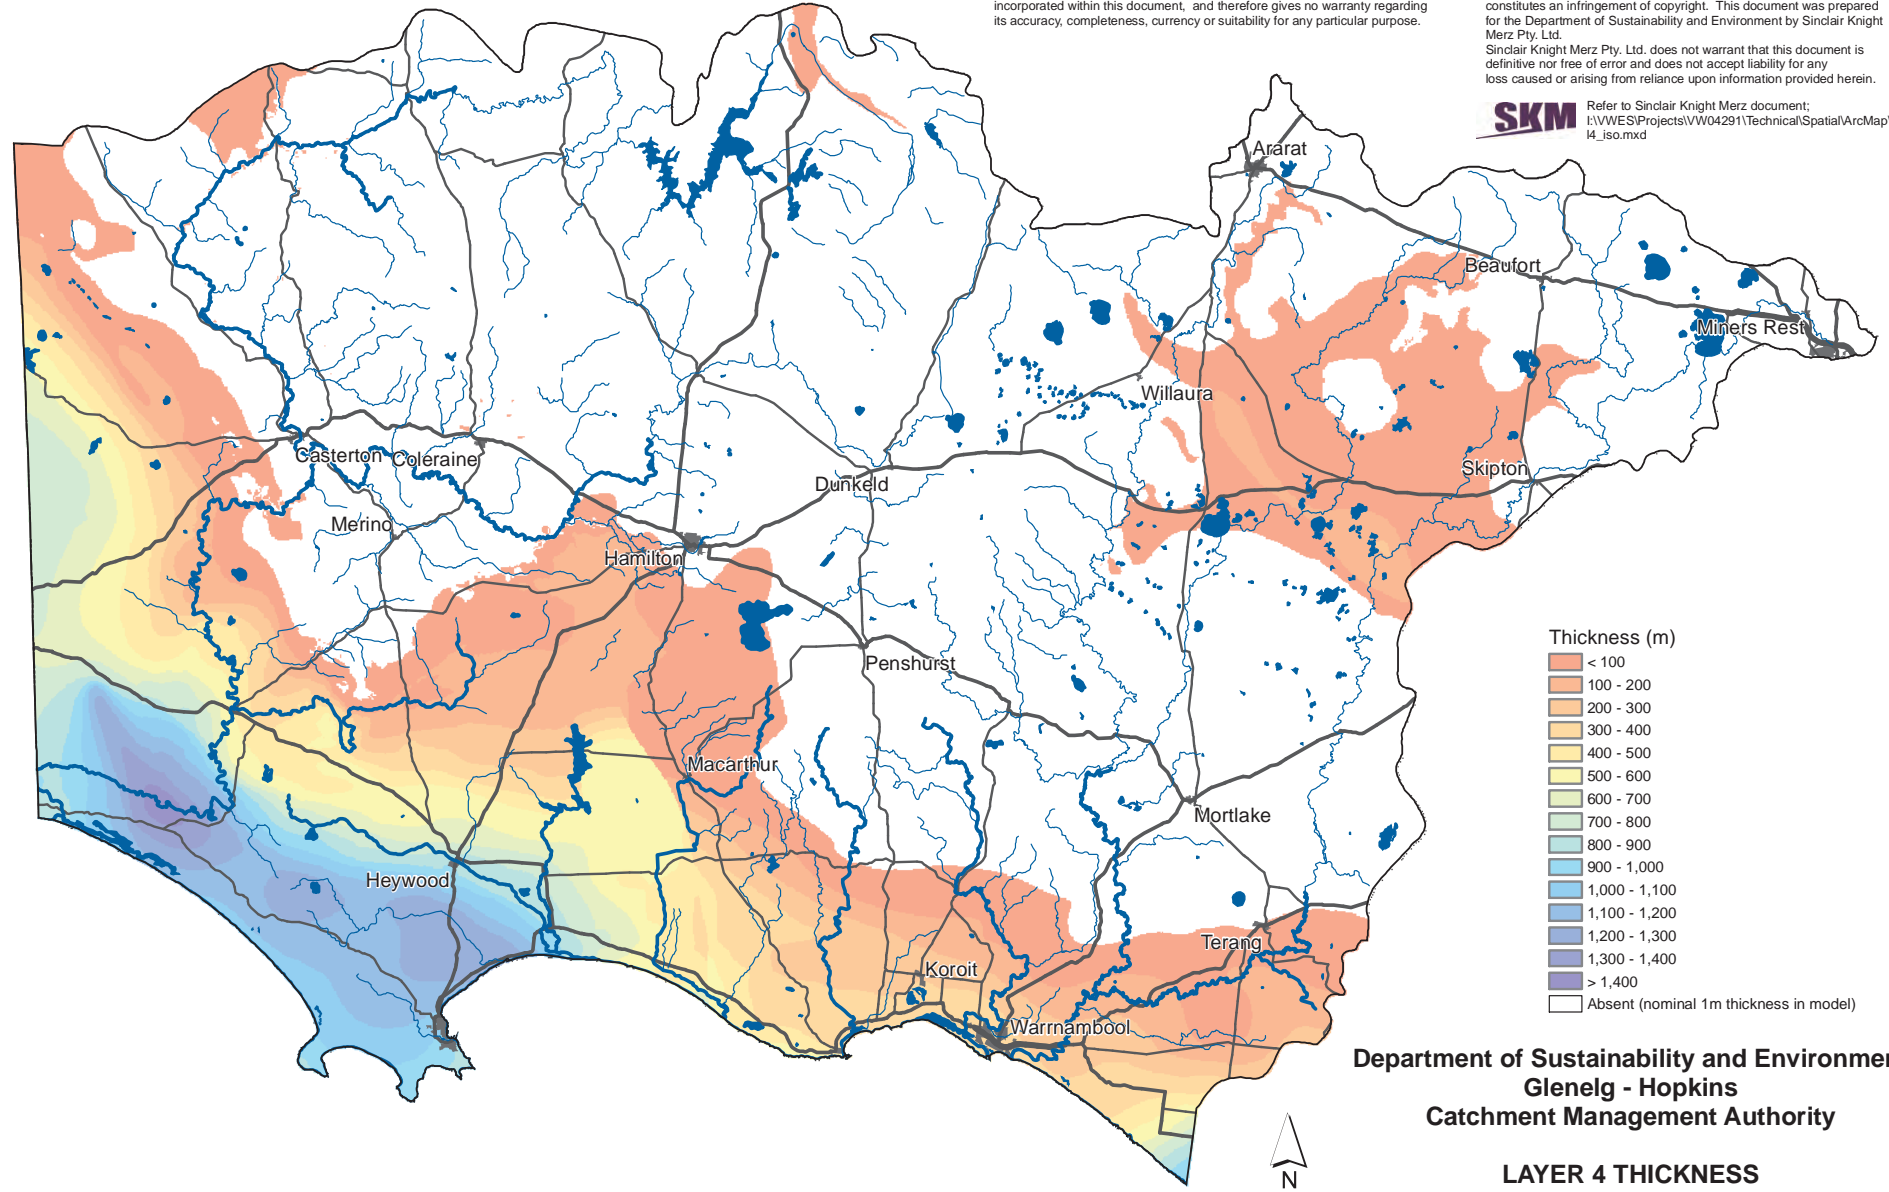 incorporated within this document, and therefore gives no warranty regarding
its accuracy, completeness, currency or suitability for any particular purpose.
constitutes an infringement of copyright. This document was prepared
for the Department of Sustainability and Environment by Sinclair Knight
Merz Pty. Ltd.
Sinclair Knight Merz Pty. Ltd. does not warrant that this document is
definitive nor free of error and does not accept liability for any
loss caused or arising from reliance upon information provided herein.
SKM
Refer to Sinclair Knight Merz document;
I:\VWES\Projects\VW04291\Technical\Spatial\ArcMap\
l4_iso.mxd
Ararat
Beaufort
Miners Rest
Willaura
Casterton
Coleraine
Skipton
Dunkeld
Merino
Hamilton
Penshurst
Macarthur
Mortlake
Heywood
Terang
Koroit
Warrnambool
Thickness (m)
< 100
100 - 200
200 - 300
300 - 400
400 - 500
500 - 600
600 - 700
700 - 800
800 - 900
900 - 1,000
1,000 - 1,100
1,100 - 1,200
1,200 - 1,300
1,300 - 1,400
> 1,400
Absent (nominal 1m thickness in model)
Department of Sustainability and Environmen
Glenelg - Hopkins
Catchment Management Authority
N
LAYER 4 THICKNESS